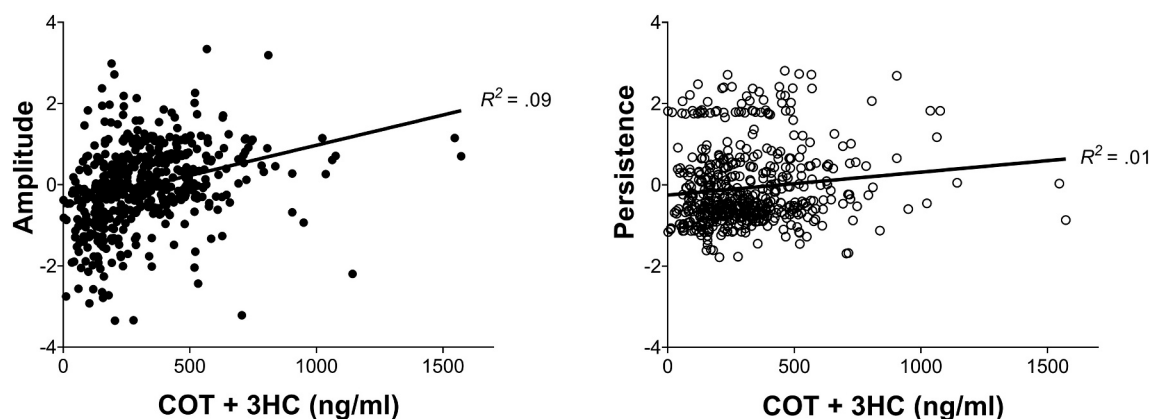 4
2
0
-2
-4
Amplitude
R² = .09
0 500 1000 1500
COT + 3HC (ng/ml)
4
2
0
-2
-4
Persistence
R² = .01
0 500 1000 1500
COT + 3HC (ng/ml)